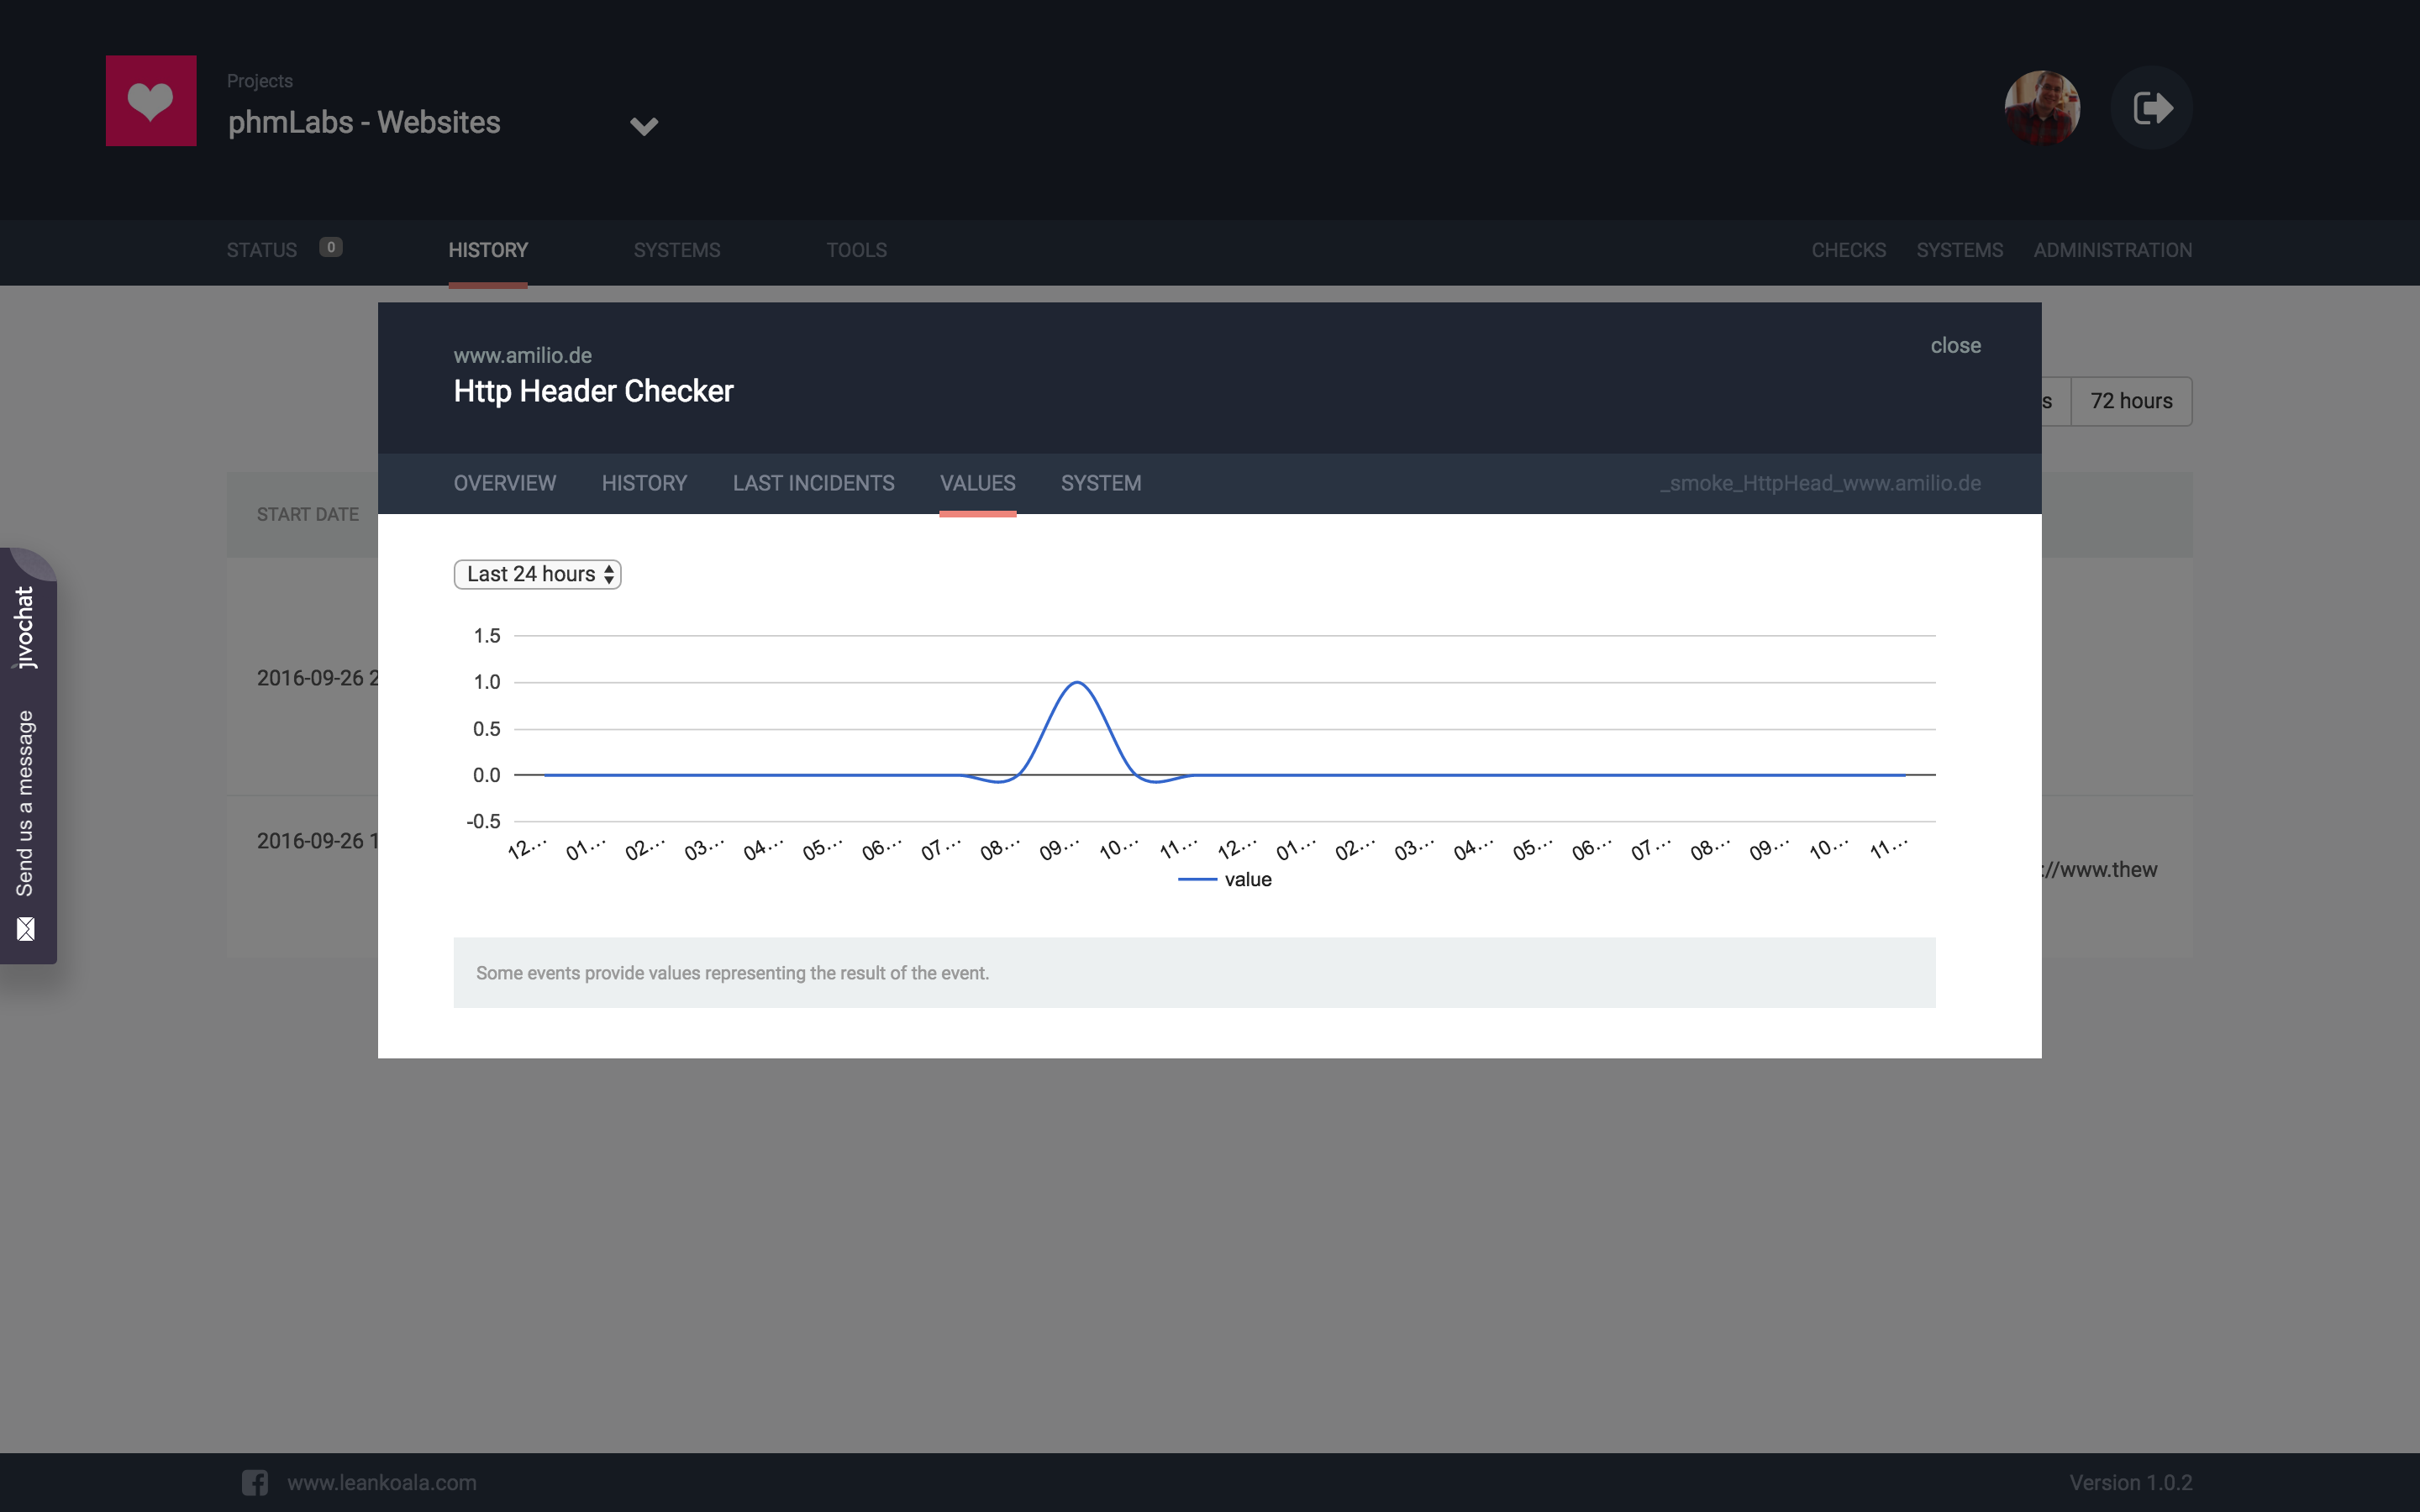 Projects
phmLabs - Websites
STATUS 0 HISTORY SYSTEMS TOOLS CHECKS SYSTEMS ADMINISTRATION
www.amilio.de
close
Http Header Checker
s 72 hours
OVERVIEW HISTORY LAST INCIDENTS VALUES SYSTEM _smoke_HttpHead_www.amilio.de
START DATE
Last 24 hours
1.5
1.0
0.5
0.0
-0.5
12... 01... 02... 03... 04... 05... 06... 07... 08... 09... 10... 11... 12... 01... 02... 03... 04... 05... 06... 07... 08... 09... 10... 11...
value
2016-09-26 2
2016-09-26 1
://www.thew
Some events provide values representing the result of the event.
jivochat
Send us a message
www.leankoala.com
Version 1.0.2